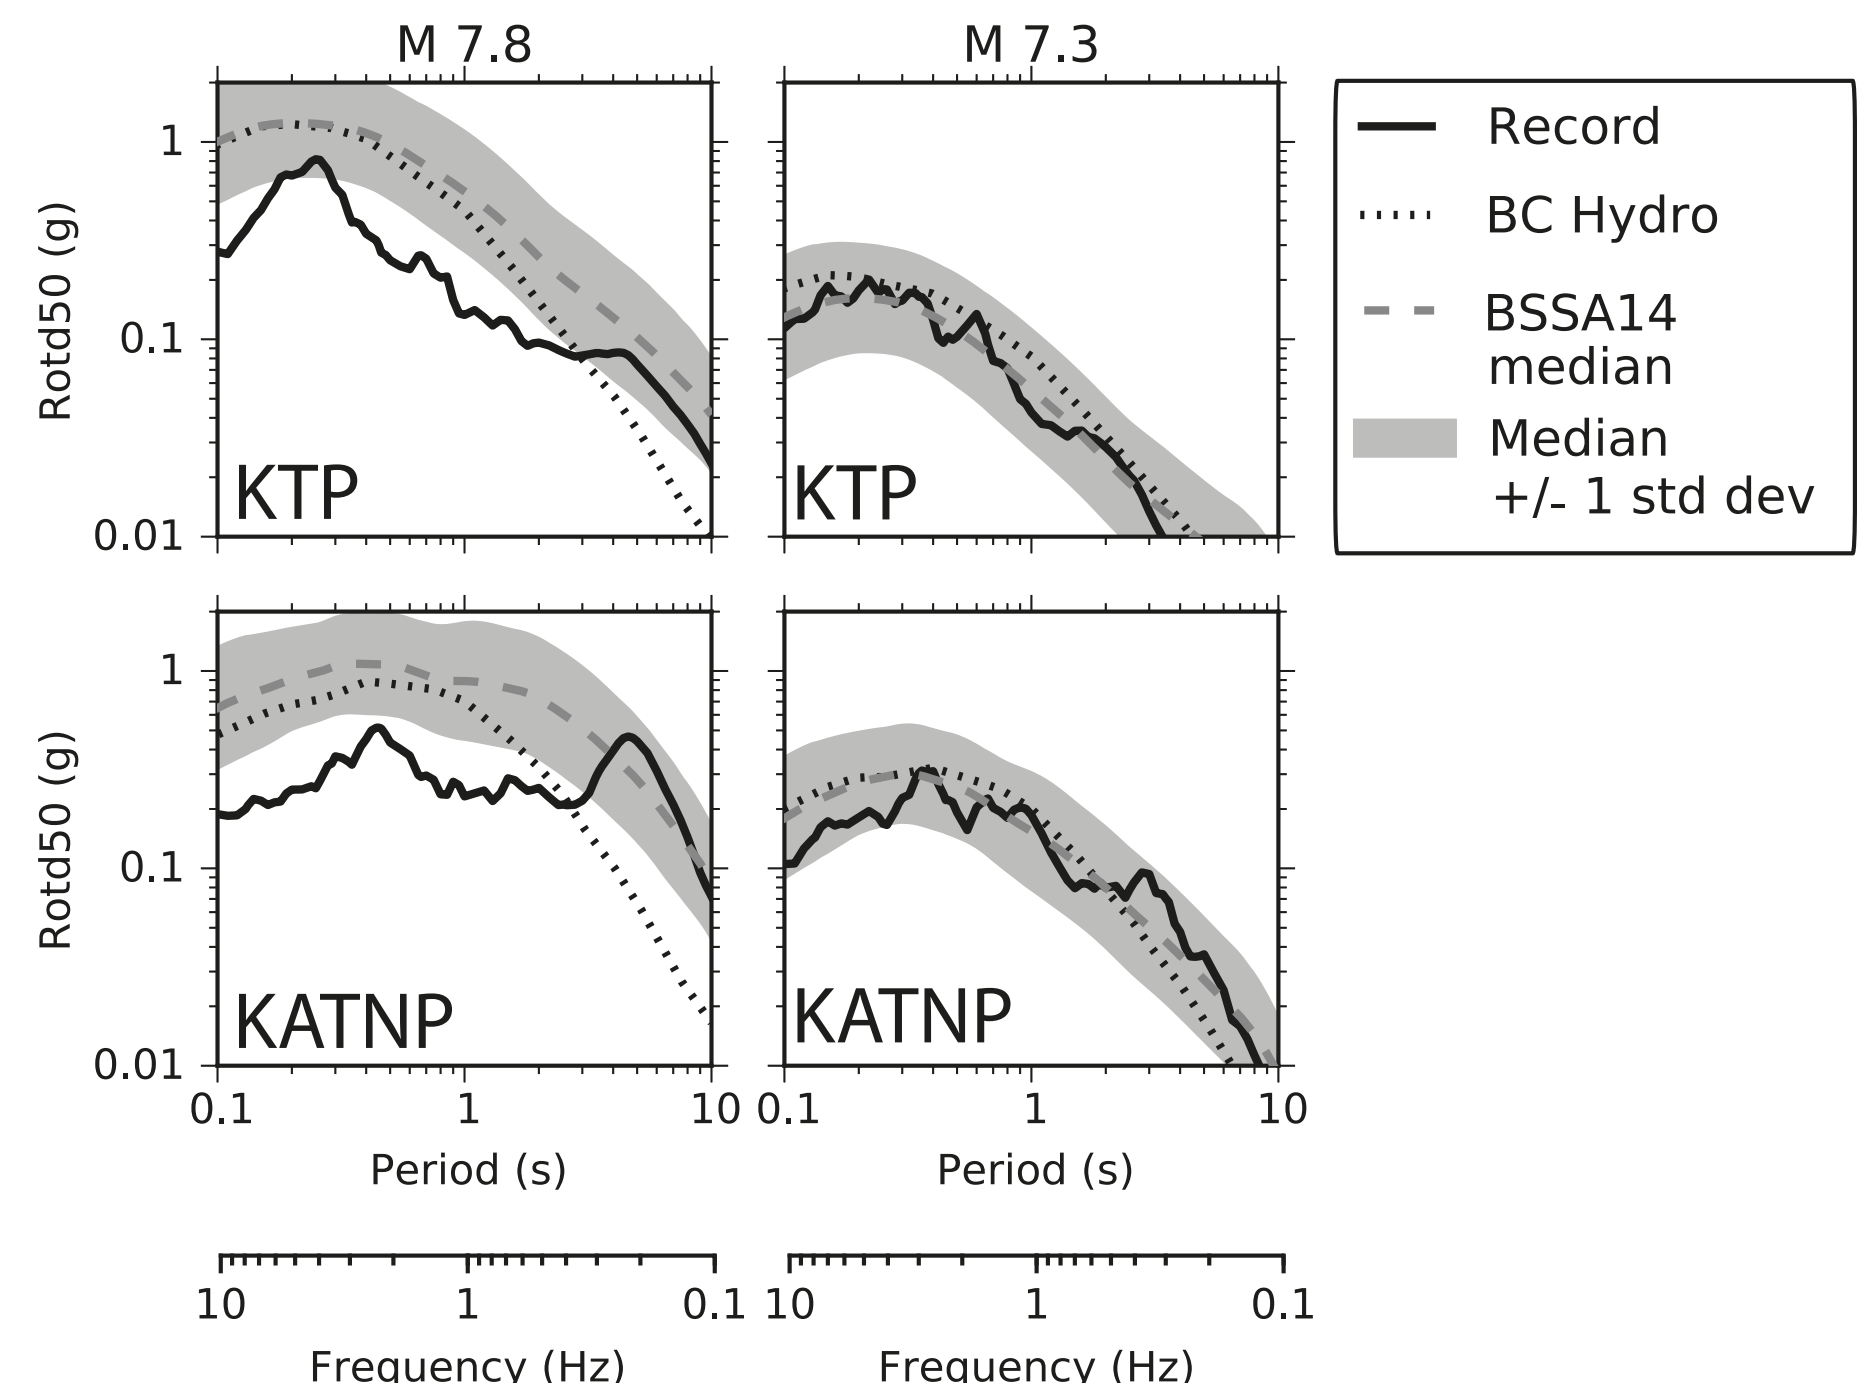 M 7.8
M 7.3
Rotd50 (g)
1
0.1
0.01
KTP
KTP
Record
BC Hydro
BSSA14
median
Median
+/- 1 std dev
Rotd50 (g)
1
0.1
0.01
KATNP
KATNP
0.1 1 10 0.1 1 10
Period (s) Period (s)
10 1 0.1 10 1 0.1
Frequency (Hz) Frequency (Hz)